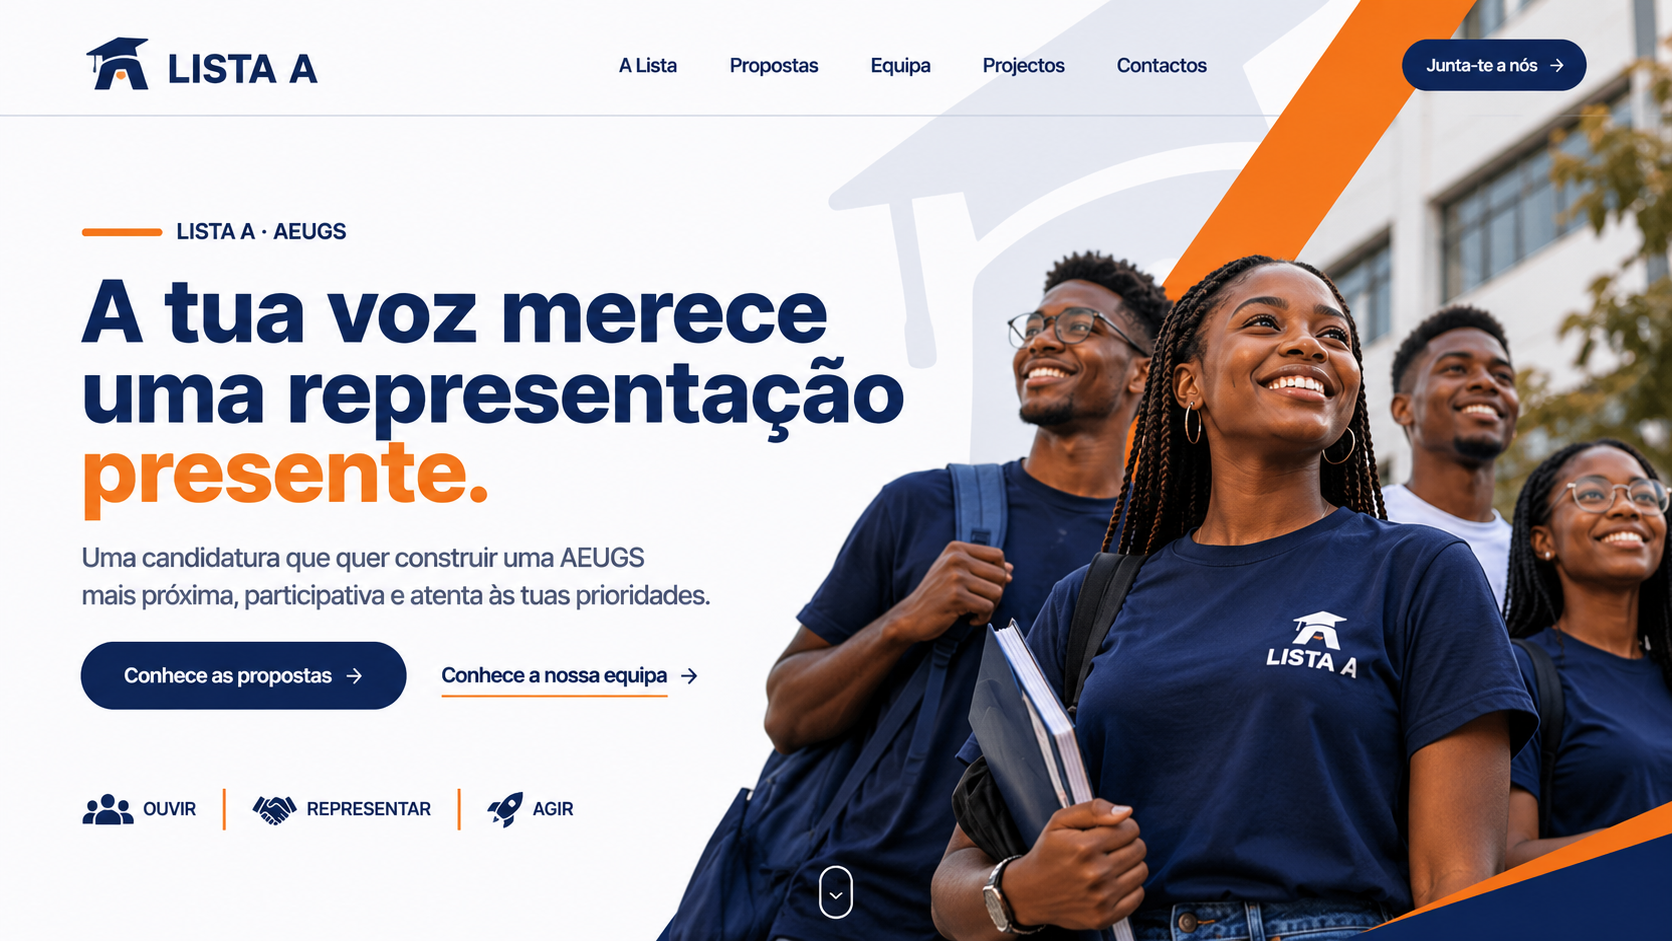 LISTA A
A Lista
Propostas
Equipa
Projectos
Contactos
Junta-te a nós →
LISTA A · AEUGS
A tua voz merece
uma representação
presente.
Uma candidatura que quer construir uma AEUGS
mais próxima, participativa e atenta às tuas prioridades.
Conhece as propostas →
Conhece a nossa equipa →
OUVIR
REPRESENTAR
AGIR
LISTA A